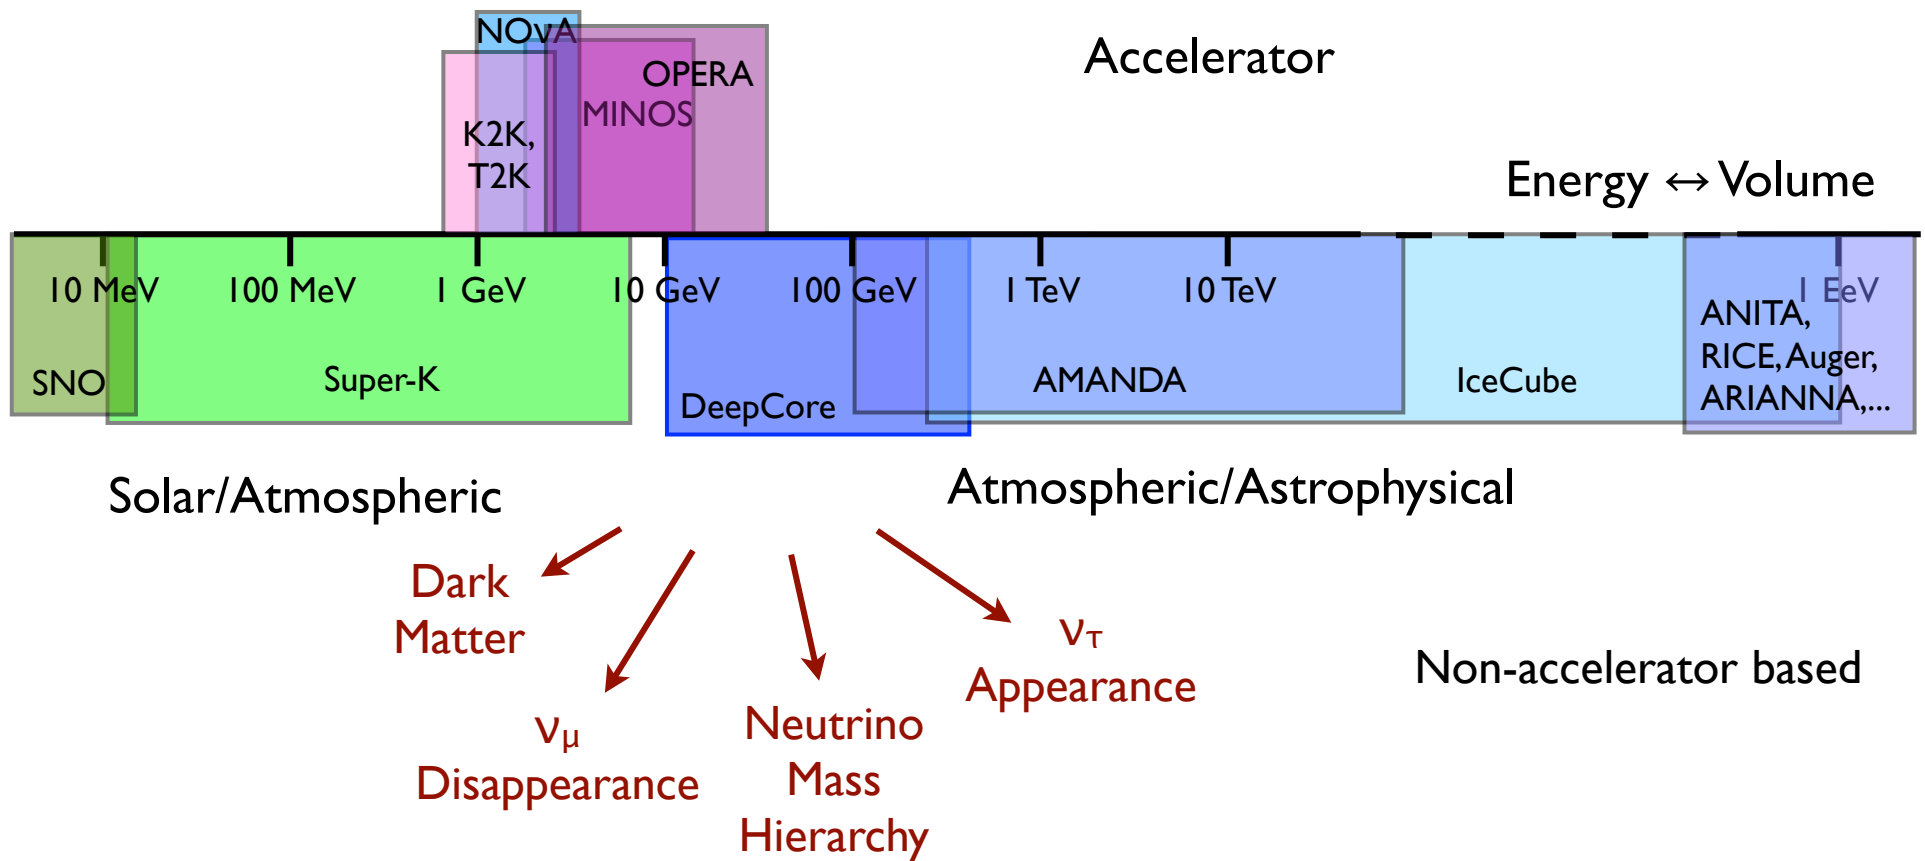 NOνA
Accelerator
OPERA
MINOS
K2K,
T2K
Energy ↔ Volume
10 MeV
100 MeV
1 GeV
10 GeV
100 GeV
1 TeV
10 TeV
1 EeV
SNO
Super-K
DeepCore
AMANDA
IceCube
ANITA,
RICE, Auger,
ARIANNA,...
Solar/Atmospheric
Atmospheric/Astrophysical
Dark
Matter
νμ
Disappearance
Neutrino
Mass
Hierarchy
ντ
Appearance
Non-accelerator based